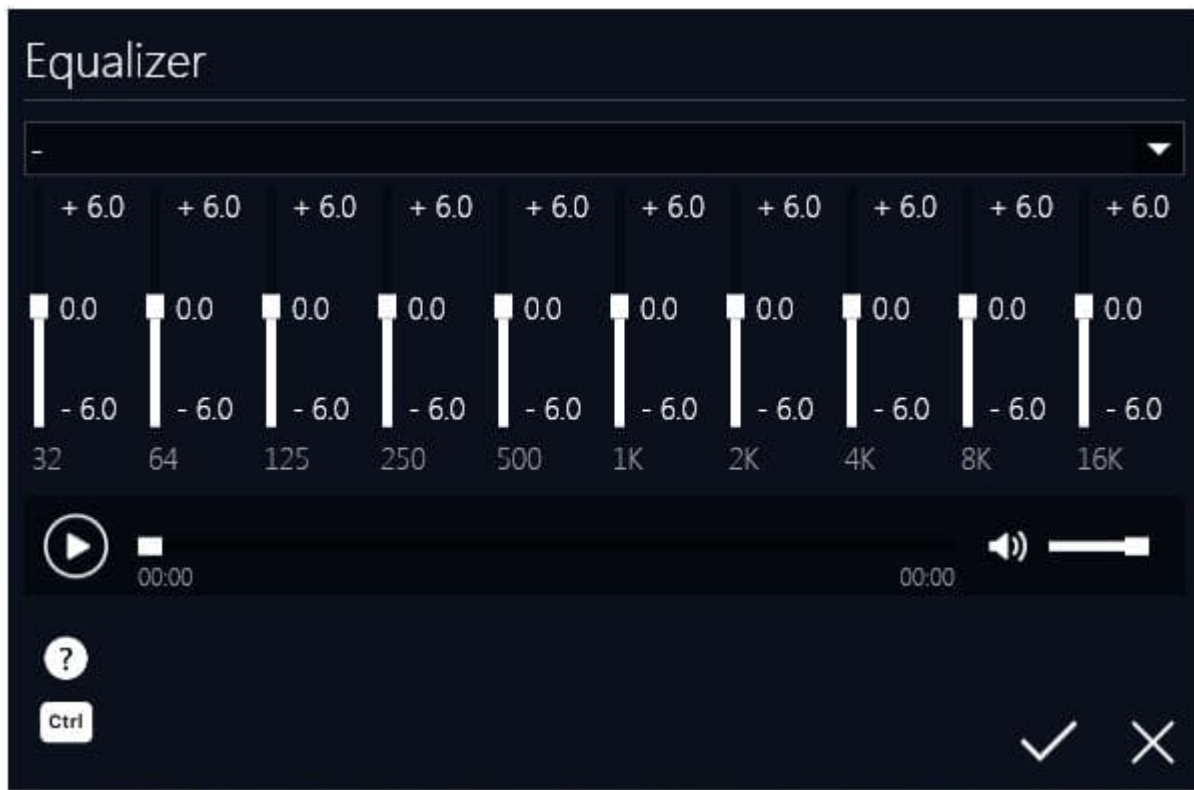 Equalizer
-
+ 6.0 + 6.0 + 6.0 + 6.0 + 6.0 + 6.0 + 6.0 + 6.0 + 6.0 + 6.0
0.0 0.0 0.0 0.0 0.0 0.0 0.0 0.0 0.0 0.0
- 6.0 - 6.0 - 6.0 - 6.0 - 6.0 - 6.0 - 6.0 - 6.0 - 6.0 - 6.0
32 64 125 250 500 1K 2K 4K 8K 16K
00:00 00:00
?
Ctrl